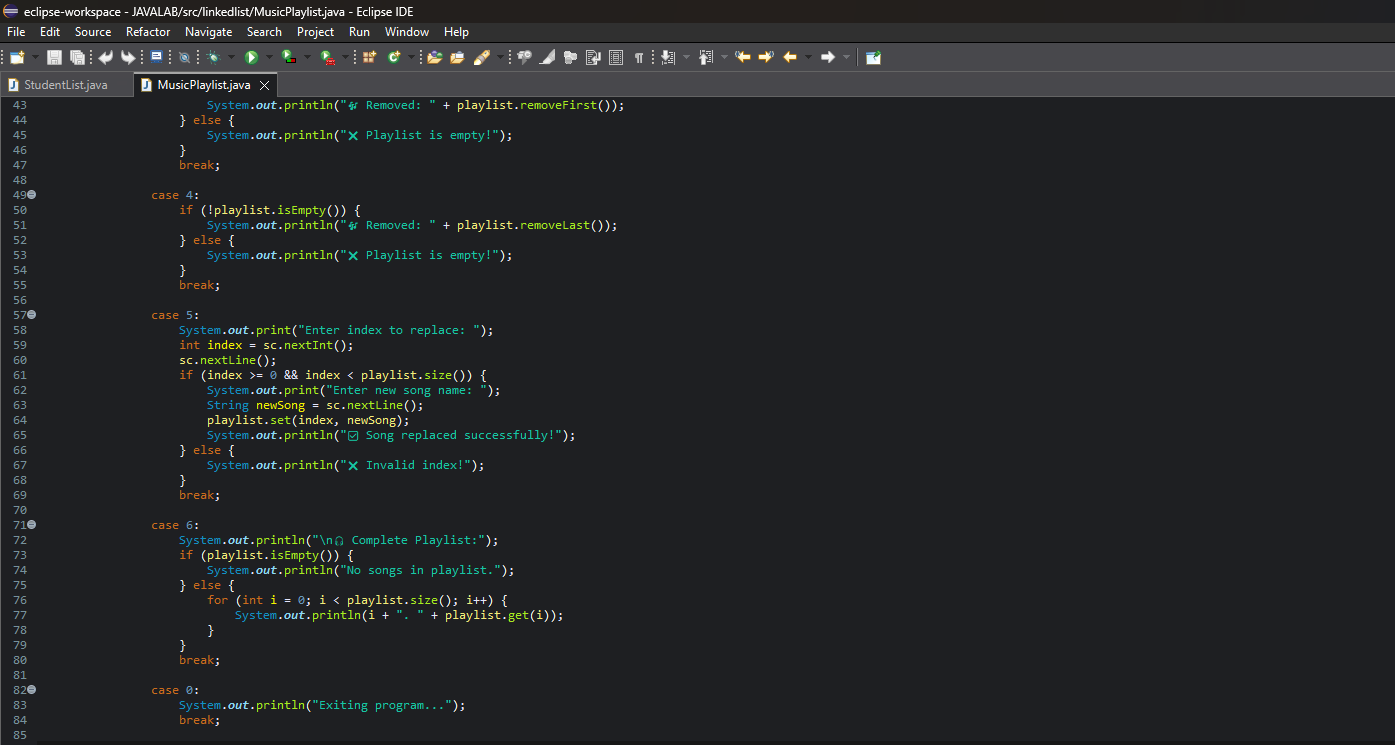 eclipse-workspace - JAVALAB/src/linkedlist/MusicPlaylist.java - Eclipse IDE
File Edit Source Refactor Navigate Search Project Run Window Help
StudentList.java MusicPlaylist.java
43 System.out.println("🎶 Removed: " + playlist.removeFirst());
44 } else {
45 System.out.println("❌ Playlist is empty!");
46 }
47 break;
48
49 case 4:
50 if (!playlist.isEmpty()) {
51 System.out.println("🎶 Removed: " + playlist.removeLast());
52 } else {
53 System.out.println("❌ Playlist is empty!");
54 }
55 break;
56
57 case 5:
58 System.out.print("Enter index to replace: ");
59 int index = sc.nextInt();
60 sc.nextLine();
61 if (index >= 0 && index < playlist.size()) {
62 System.out.print("Enter new song name: ");
63 String newSong = sc.nextLine();
64 playlist.set(index, newSong);
65 System.out.println("✅ Song replaced successfully!");
66 } else {
67 System.out.println("❌ Invalid index!");
68 }
69 break;
70
71 case 6:
72 System.out.println("\n🎧 Complete Playlist:");
73 if (playlist.isEmpty()) {
74 System.out.println("No songs in playlist.");
75 } else {
76 for (int i = 0; i < playlist.size(); i++) {
77 System.out.println(i + ". " + playlist.get(i));
78 }
79 }
80 break;
81
82 case 0:
83 System.out.println("Exiting program...");
84 break;
85